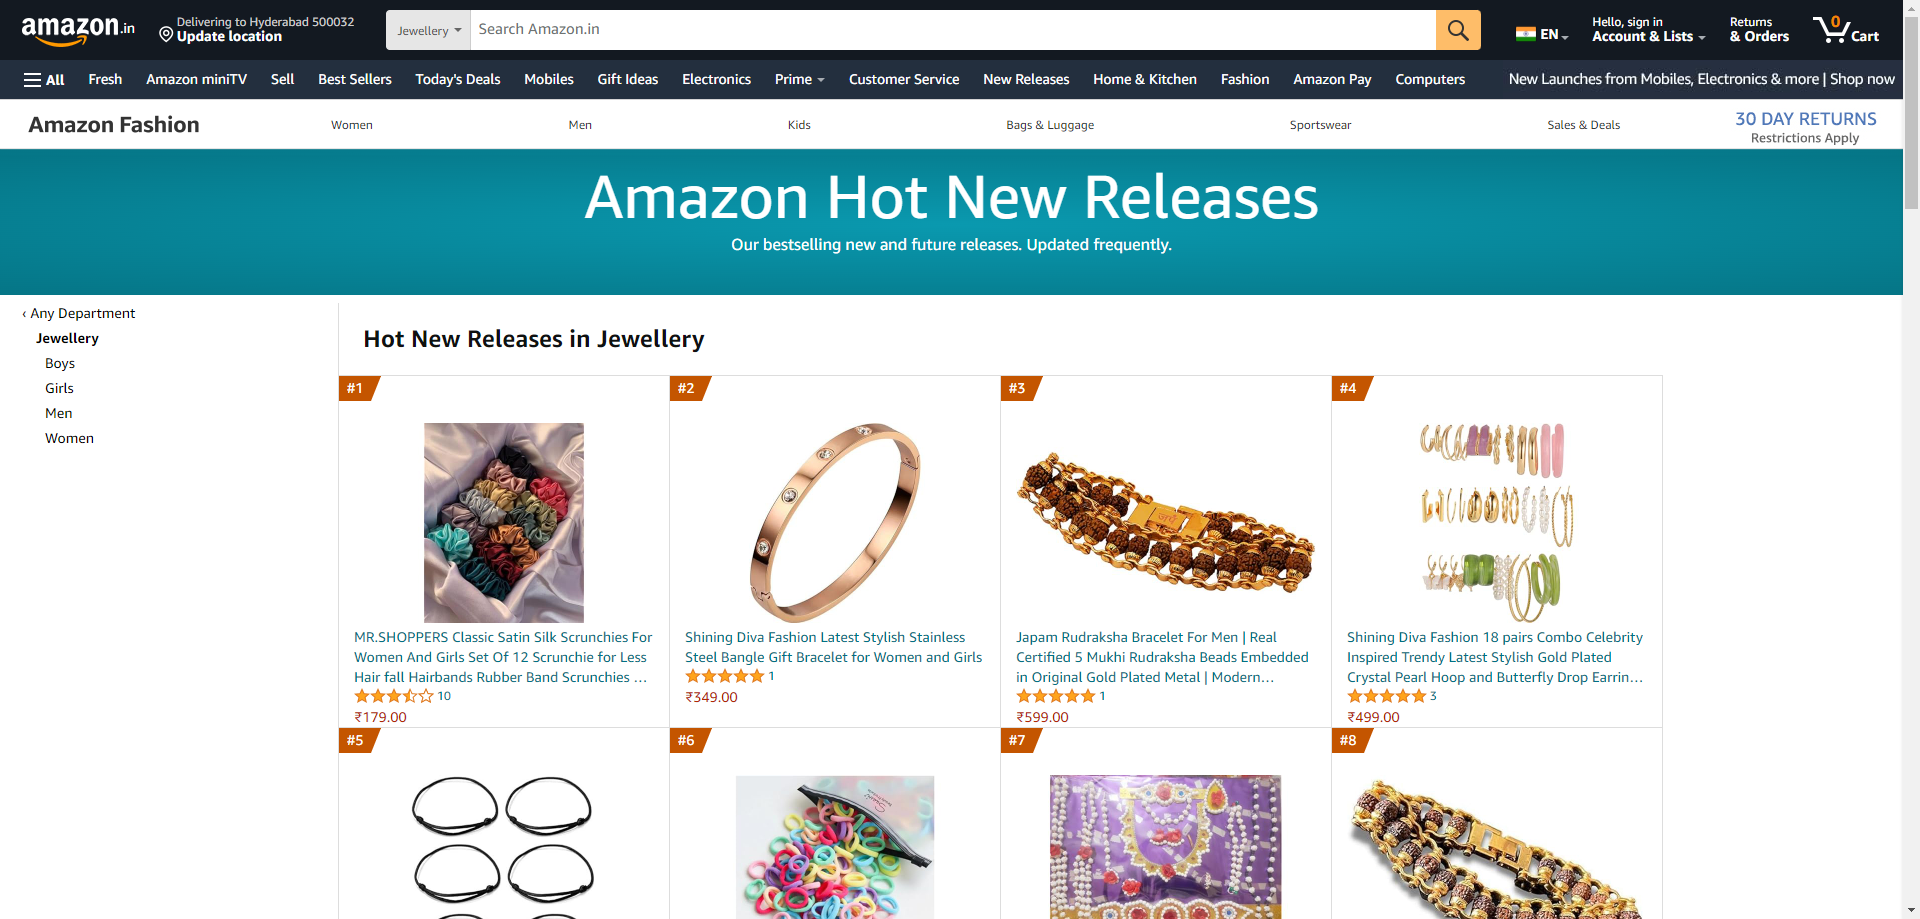 amazon.in
Delivering to Hyderabad 500032
Update location
Jewellery
Search Amazon.in
EN
Hello, sign in
Account & Lists
Returns
& Orders
0
Cart
All
Fresh
Amazon miniTV
Sell
Best Sellers
Today's Deals
Mobiles
Gift Ideas
Electronics
Prime
Customer Service
New Releases
Home & Kitchen
Fashion
Amazon Pay
Computers
New Launches from Mobiles, Electronics & more | Shop now
Amazon Fashion
Women
Men
Kids
Bags & Luggage
Sportswear
Sales & Deals
30 DAY RETURNS
Restrictions Apply
Amazon Hot New Releases
Our bestselling new and future releases. Updated frequently.
‹ Any Department
Jewellery
Boys
Girls
Men
Women
Hot New Releases in Jewellery
#1
MR.SHOPPERS Classic Satin Silk Scrunchies For
Women And Girls Set Of 12 Scrunchie for Less
Hair fall Hairbands Rubber Band Scrunchies …
10
₹179.00
#2
Shining Diva Fashion Latest Stylish Stainless
Steel Bangle Gift Bracelet for Women and Girls
1
₹349.00
#3
Japam Rudraksha Bracelet For Men | Real
Certified 5 Mukhi Rudraksha Beads Embedded
in Original Gold Plated Metal | Modern…
1
₹599.00
#4
Shining Diva Fashion 18 pairs Combo Celebrity
Inspired Trendy Latest Stylish Gold Plated
Crystal Pearl Hoop and Butterfly Drop Earrin…
3
₹499.00
#5
#6
#7
#8